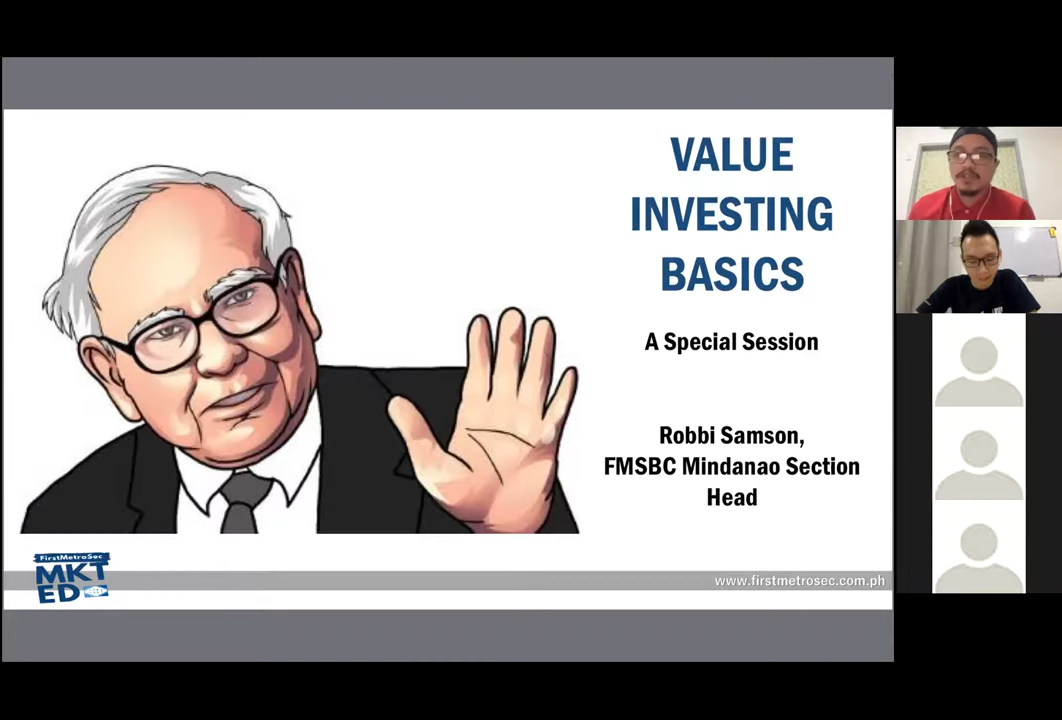 VALUE
INVESTING
BASICS
A Special Session
Robbi Samson,
FMSBC Mindanao Section
Head
FirstMetroSec
MKT
ED
www.firstmetrosec.com.ph